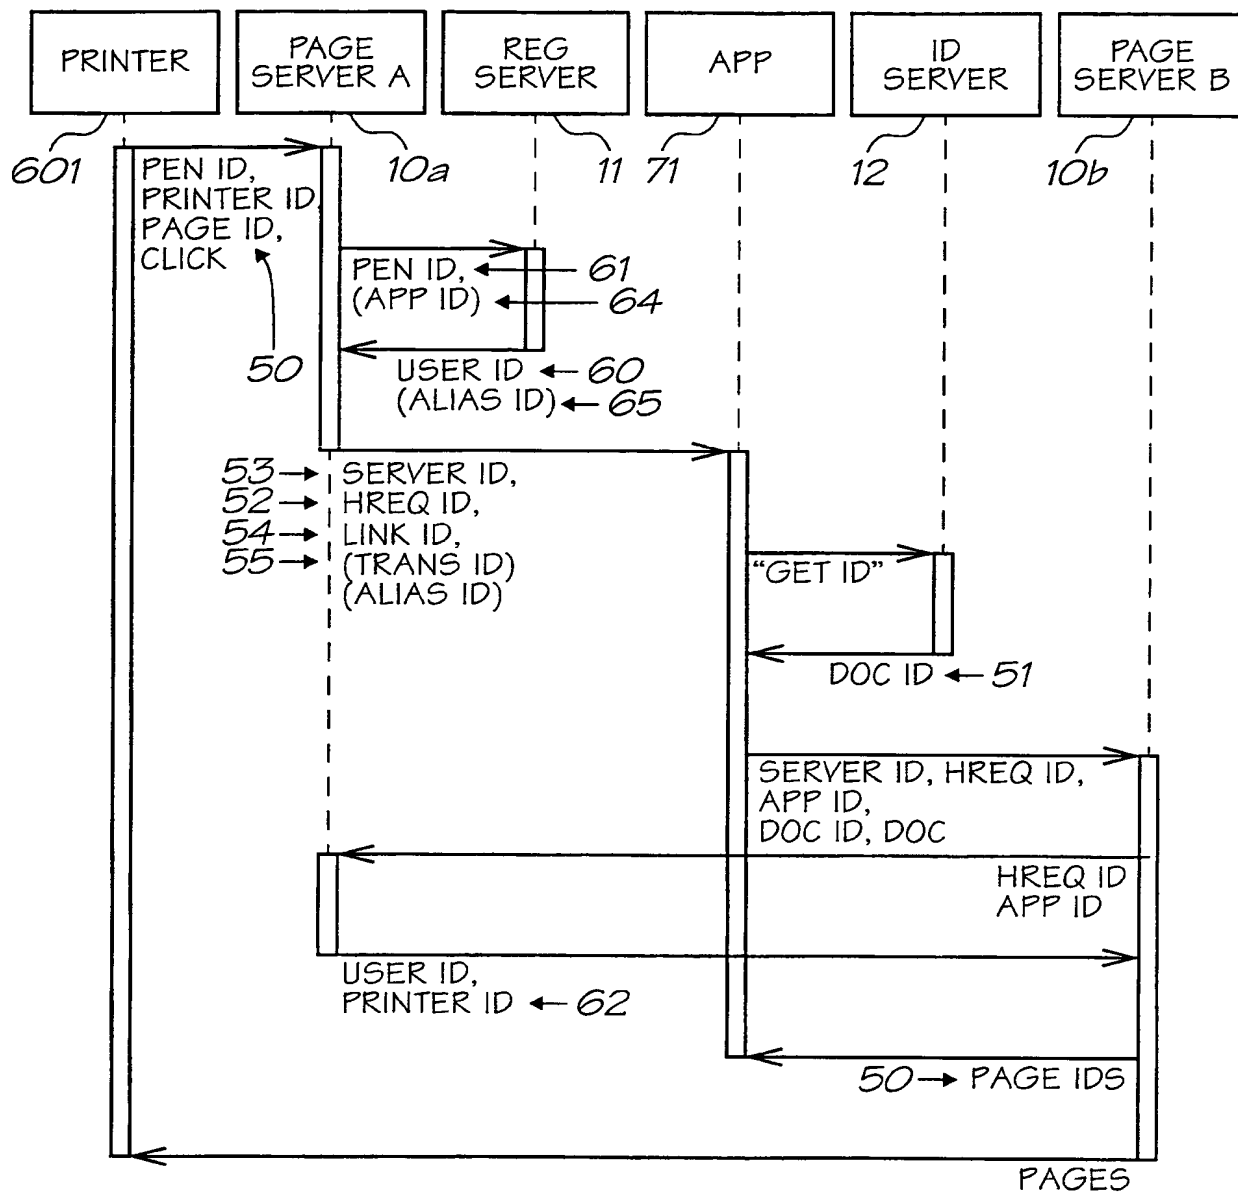 PRINTER
PAGE
SERVER A
REG
SERVER
APP
ID
SERVER
PAGE
SERVER B
601
10a
11
71
12
10b
PEN ID,
PRINTER ID,
PAGE ID,
CLICK
50
PEN ID, 61
(APP ID) 64
USER ID 60
(ALIAS ID) 65
53 SERVER ID,
52 HREQ ID,
54 LINK ID,
55 (TRANS ID)
(ALIAS ID)
“GET ID”
DOC ID 51
SERVER ID, HREQ ID,
APP ID,
DOC ID, DOC
HREQ ID
APP ID
USER ID,
PRINTER ID 62
50 PAGE IDS
PAGES